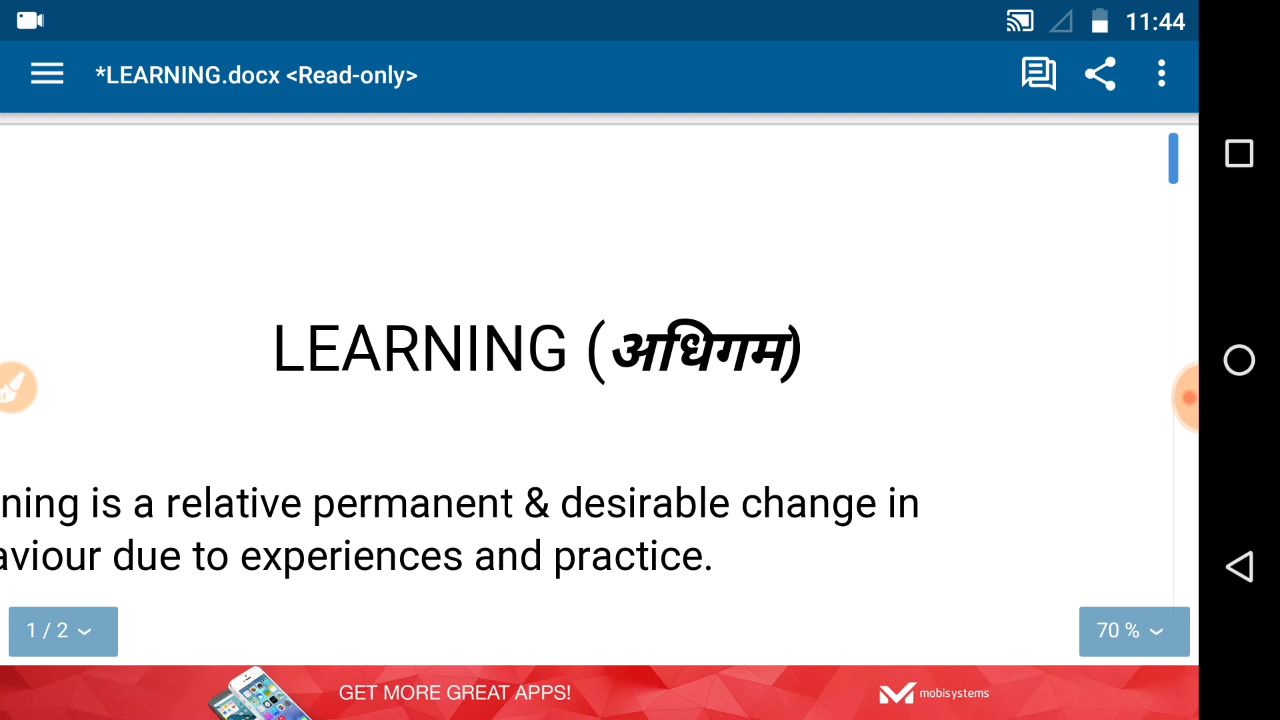 11:44
*LEARNING.docx <Read-only>
LEARNING (अधिगम)
ning is a relative permanent & desirable change in
aviour due to experiences and practice.
1 / 2
70 %
GET MORE GREAT APPS!
mobisystems